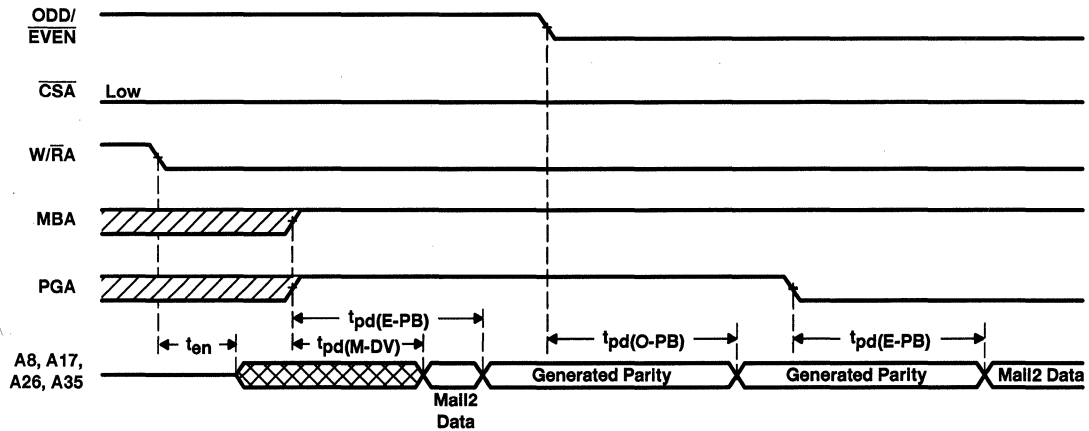 ODD/
EVEN
CSA
Low
W/RA
MBA
PGA
tpd(E-PB)
ten
tpd(M-DV)
tpd(O-PB)
tpd(E-PB)
A8, A17,
A26, A35
Generated Parity
Generated Parity
Mail2 Data
Mail2
Data